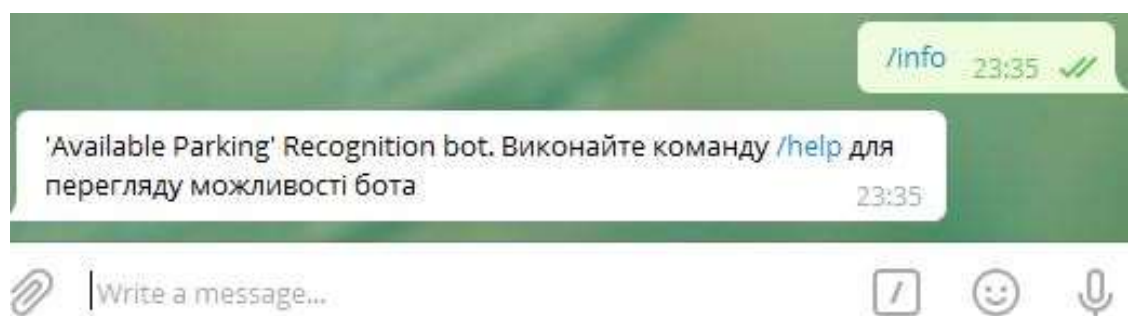 /info 23:35
'Available Parking' Recognition bot. Виконайте команду /help для
перегляду можливості бота
23:35
Write a message...